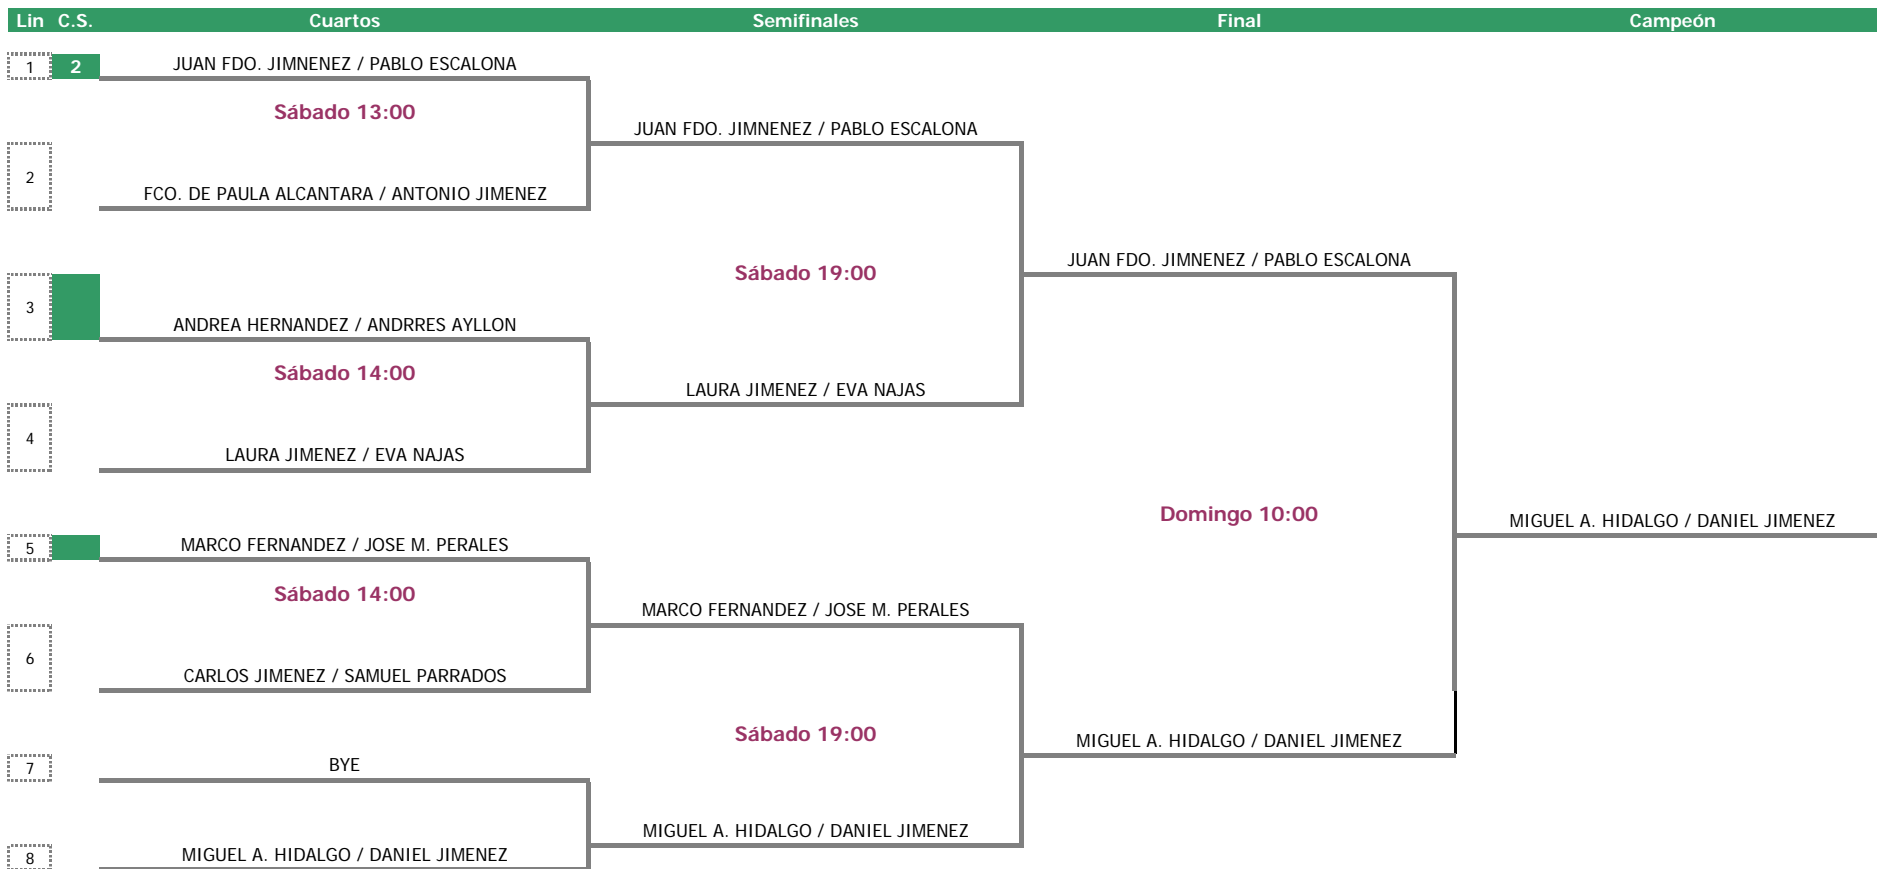 Lin C.S. Cuartos Semifinales Final Campeón
1 2 JUAN FDO. JIMNENEZ / PABLO ESCALONA
Sábado 13:00
JUAN FDO. JIMNENEZ / PABLO ESCALONA
2
FCO. DE PAULA ALCANTARA / ANTONIO JIMENEZ
JUAN FDO. JIMNENEZ / PABLO ESCALONA
Sábado 19:00
3
ANDREA HERNANDEZ / ANDRRES AYLLON
Sábado 14:00
LAURA JIMENEZ / EVA NAJAS
4
LAURA JIMENEZ / EVA NAJAS
Domingo 10:00
MIGUEL A. HIDALGO / DANIEL JIMENEZ
5 MARCO FERNANDEZ / JOSE M. PERALES
Sábado 14:00
MARCO FERNANDEZ / JOSE M. PERALES
6
CARLOS JIMENEZ / SAMUEL PARRADOS
Sábado 19:00
MIGUEL A. HIDALGO / DANIEL JIMENEZ
7 BYE
MIGUEL A. HIDALGO / DANIEL JIMENEZ
8 MIGUEL A. HIDALGO / DANIEL JIMENEZ